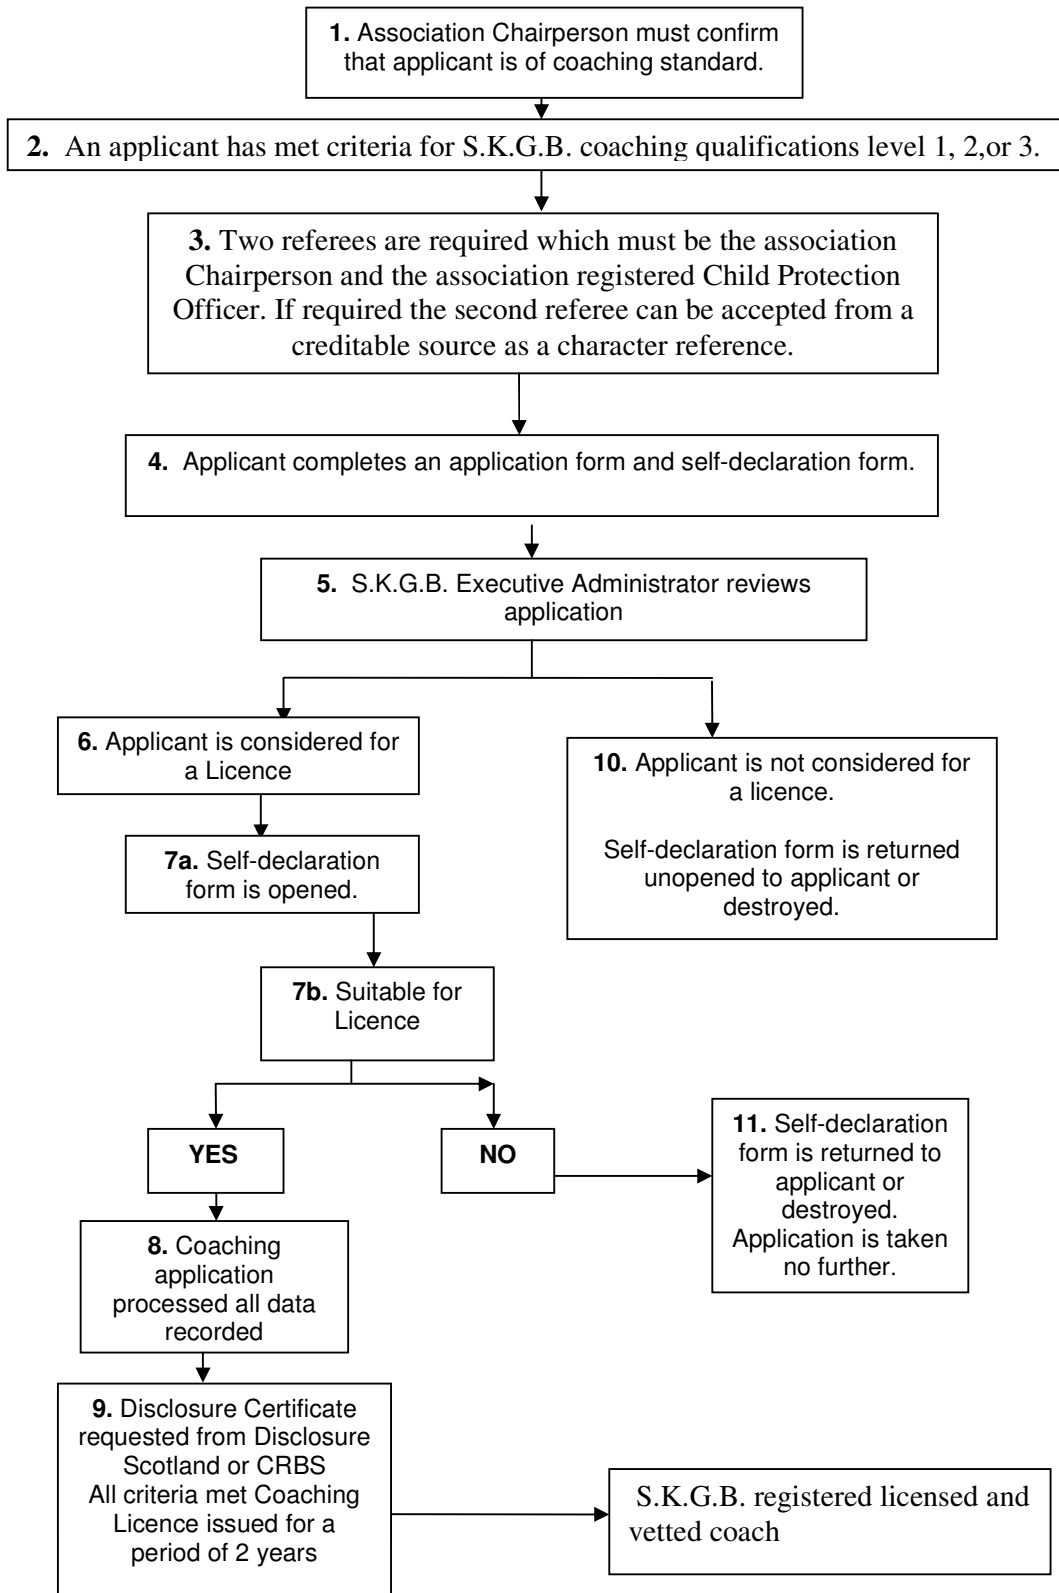 1. Association Chairperson must confirm
that applicant is of coaching standard.
2. An applicant has met criteria for S.K.G.B. coaching qualifications level 1, 2,or 3.
3. Two referees are required which must be the association
Chairperson and the association registered Child Protection
Officer. If required the second referee can be accepted from a
creditable source as a character reference.
4. Applicant completes an application form and self-declaration form.
5. S.K.G.B. Executive Administrator reviews
application
6. Applicant is considered for
a Licence
10. Applicant is not considered for
a licence.
Self-declaration form is returned
unopened to applicant or
destroyed.
7a. Self-declaration
form is opened.
7b. Suitable for
Licence
YES
NO
11. Self-declaration
form is returned to
applicant or
destroyed.
Application is taken
no further.
8. Coaching
application
processed all data
recorded
9. Disclosure Certificate
requested from Disclosure
Scotland or CRBS
All criteria met Coaching
Licence issued for a
period of 2 years
S.K.G.B. registered licensed and
vetted coach